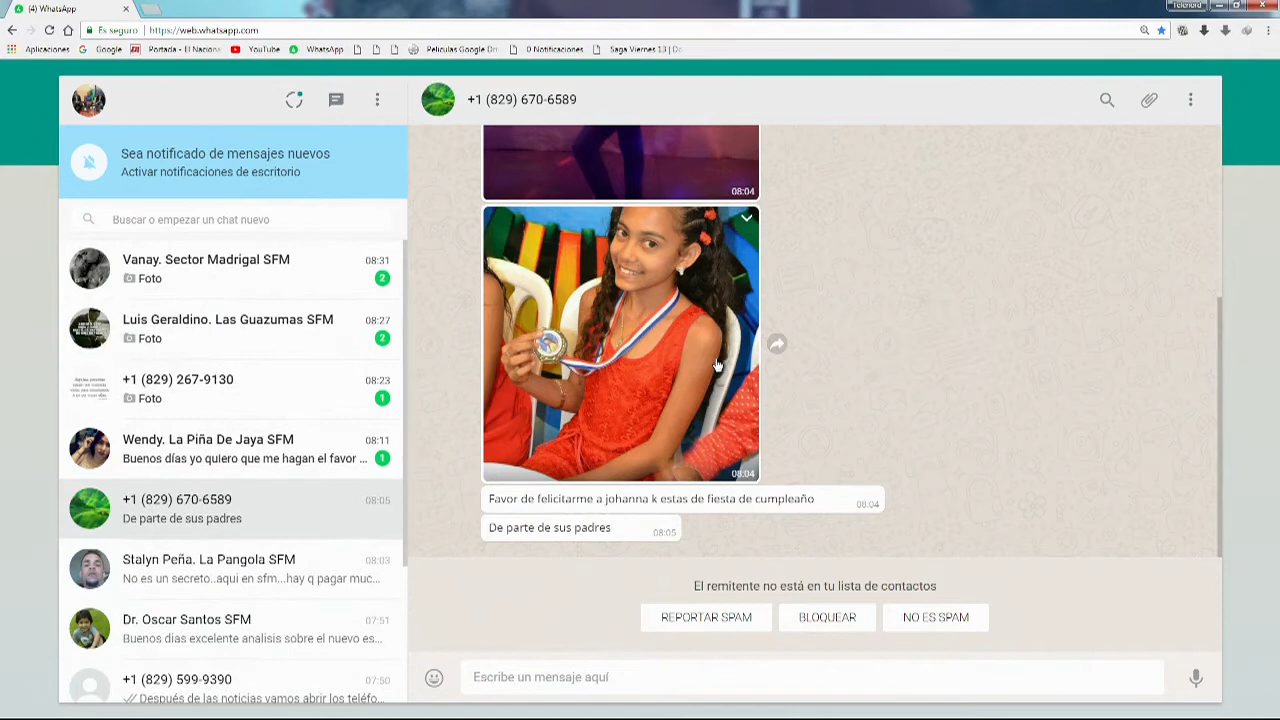 (4) WhatsApp
Telenord
Es seguro | https://web.whatsapp.com
Aplicaciones Google Portada - El Naciona YouTube WhatsApp Peliculas Google Dri 0 Notificaciones Saga Viernes 13 | De
+1 (829) 670-6589
Sea notificado de mensajes nuevos
Activar notificaciones de escritorio
Buscar o empezar un chat nuevo
Vanay. Sector Madrigal SFM 08:31
Foto 2
Luis Geraldino. Las Guazumas SFM 08:27
Foto 2
+1 (829) 267-9130 08:23
Foto 1
Wendy. La Piña De Jaya SFM 08:11
Buenos días yo quiero que me hagan el favor ... 1
+1 (829) 670-6589 08:05
De parte de sus padres
Stalyn Peña. La Pangola SFM 08:03
No es un secreto..aqui en sfm...hay q pagar muc...
Dr. Oscar Santos SFM 07:51
Buenos dias excelente analisis sobre el nuevo es...
+1 (829) 599-9390 07:50
Después de las noticias vamos abrir los teléfo...
08:04
08:04
Favor de felicitarme a johanna k estas de fiesta de cumpleaño 08:04
De parte de sus padres 08:05
El remitente no está en tu lista de contactos
REPORTAR SPAM BLOQUEAR NO ES SPAM
Escribe un mensaje aquí